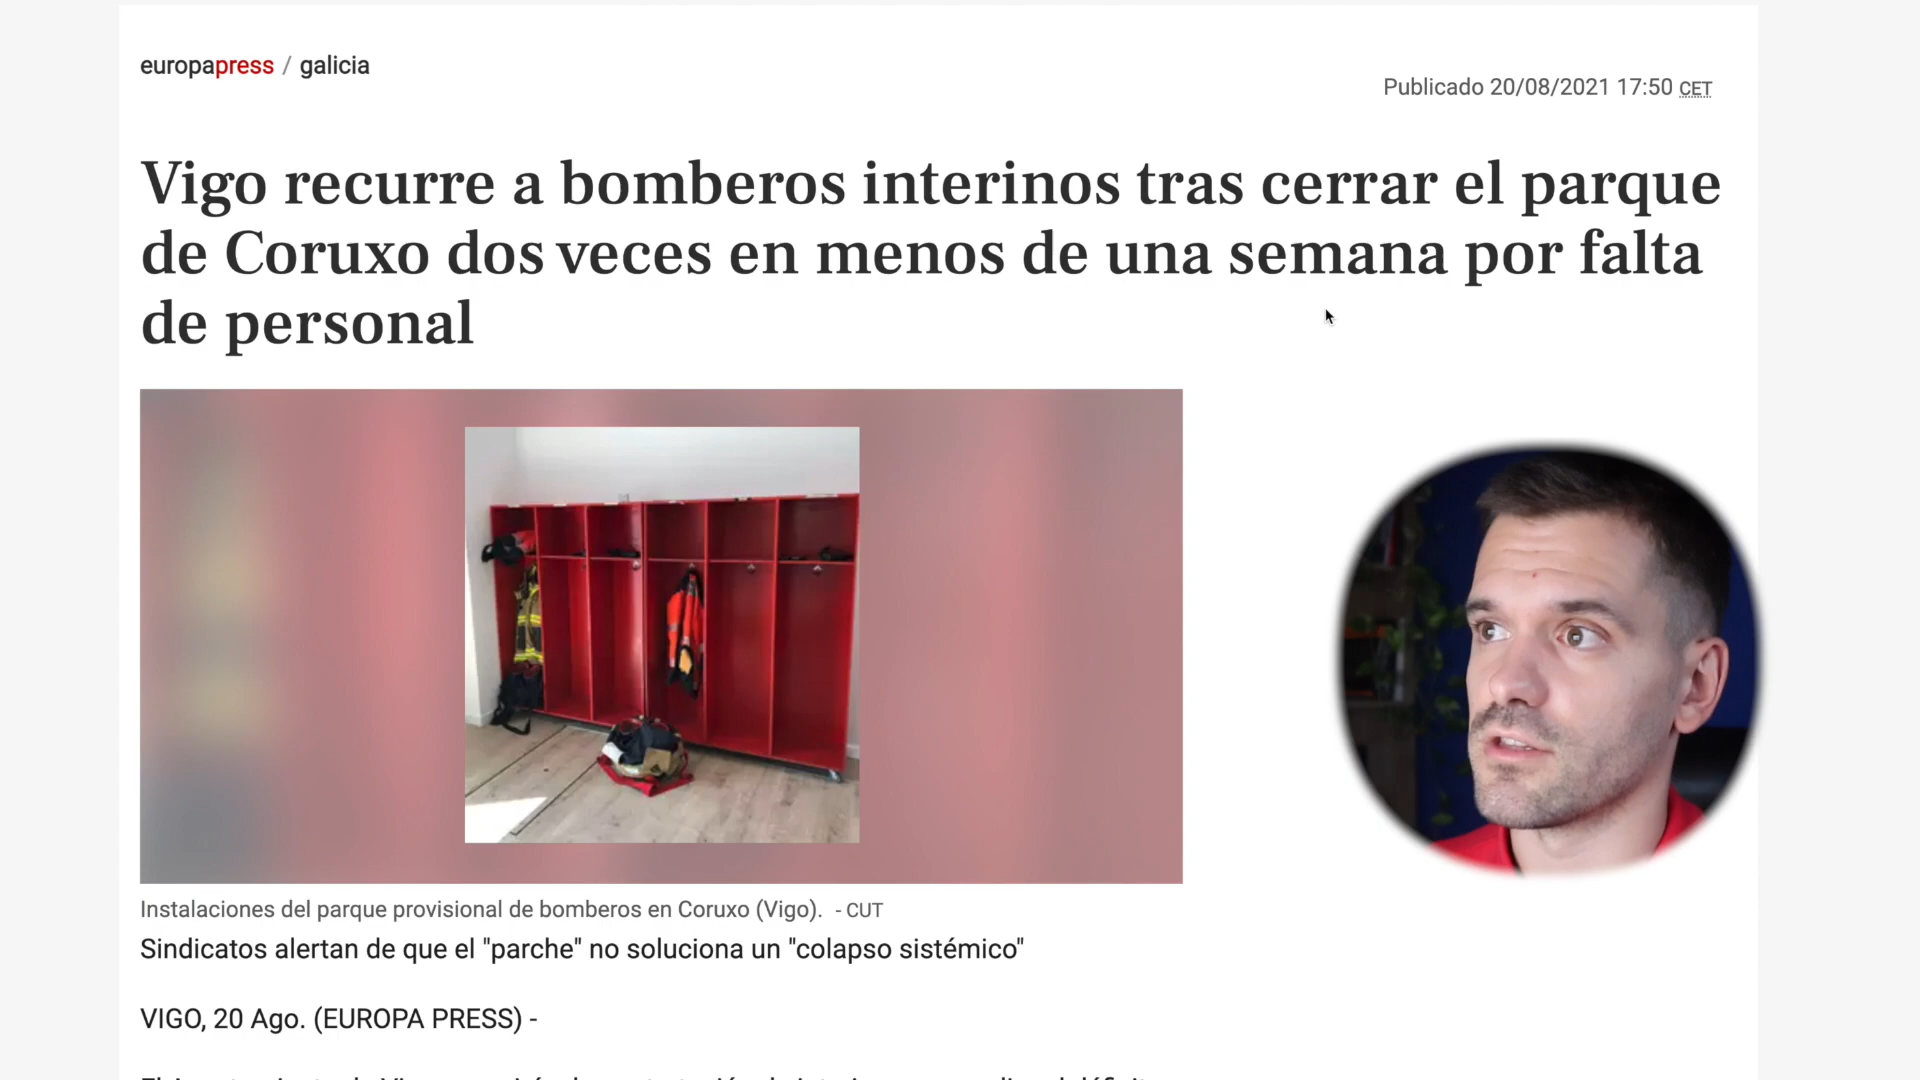 europapress / galicia
Publicado 20/08/2021 17:50 CET
Vigo recurre a bomberos interinos tras cerrar el parque
de Coruxo dos veces en menos de una semana por falta
de personal
Instalaciones del parque provisional de bomberos en Coruxo (Vigo). - CUT
Sindicatos alertan de que el "parche" no soluciona un "colapso sistémico"
VIGO, 20 Ago. (EUROPA PRESS) -